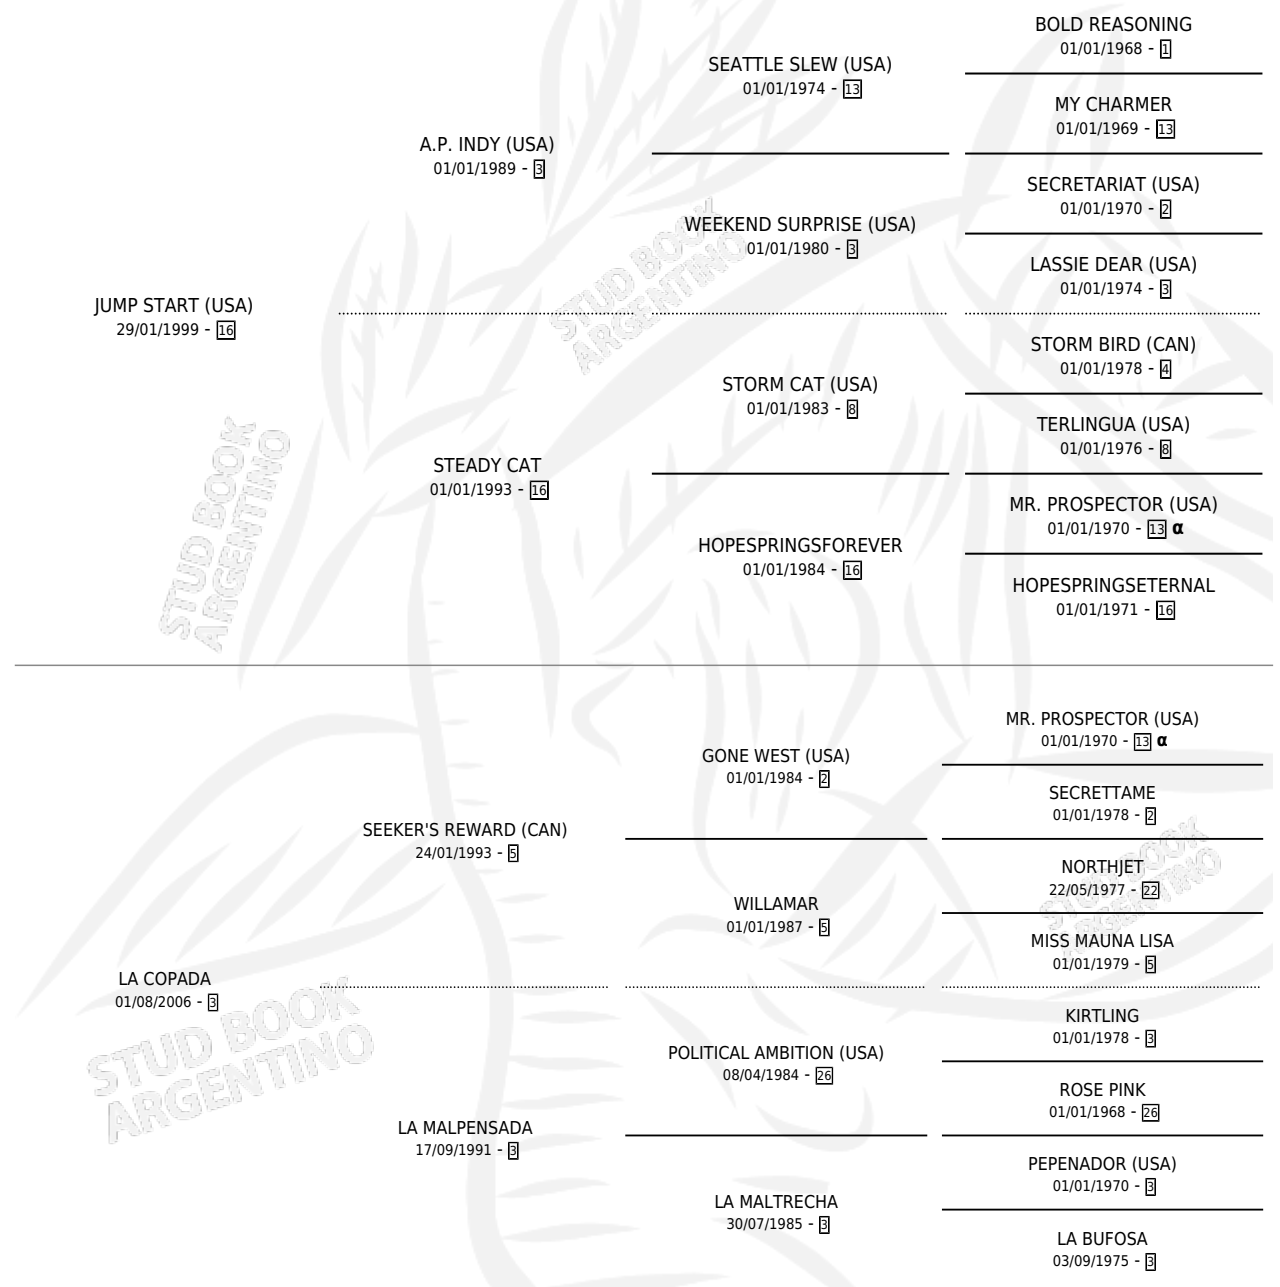 BOLD REASONING
01/01/1968 - 1
SEATTLE SLEW (USA)
01/01/1974 - 13
MY CHARMER
01/01/1969 - 13
A.P. INDY (USA)
01/01/1989 - 3
SECRETARIAT (USA)
01/01/1970 - 2
WEEKEND SURPRISE (USA)
01/01/1980 - 3
LASSIE DEAR (USA)
01/01/1974 - 3
JUMP START (USA)
29/01/1999 - 16
STORM BIRD (CAN)
01/01/1978 - 4
STORM CAT (USA)
01/01/1983 - 8
TERLINGUA (USA)
01/01/1976 - 8
STEADY CAT
01/01/1993 - 16
MR. PROSPECTOR (USA)
01/01/1970 - 13 α
HOPESPRINGSFOREVER
01/01/1984 - 16
HOPESPRINGSETERNAL
01/01/1971 - 16
MR. PROSPECTOR (USA)
01/01/1970 - 13 α
GONE WEST (USA)
01/01/1984 - 2
SECRETTAME
01/01/1978 - 2
SEEKER'S REWARD (CAN)
24/01/1993 - 5
NORTHJET
22/05/1977 - 22
WILLAMAR
01/01/1987 - 5
MISS MAUNA LISA
01/01/1979 - 5
LA COPADA
01/08/2006 - 3
KIRTLING
01/01/1978 - 3
POLITICAL AMBITION (USA)
08/04/1984 - 26
ROSE PINK
01/01/1968 - 26
LA MALPENSADA
17/09/1991 - 3
PEPENADOR (USA)
01/01/1970 - 3
LA MALTRECHA
30/07/1985 - 3
LA BUFOSA
03/09/1975 - 3
STUD BOOK
ARGENTINO
STUD BOOK
ARGENTINO
STUD BOOK
ARGENTINO
STUD BOOK
ARGENTINO